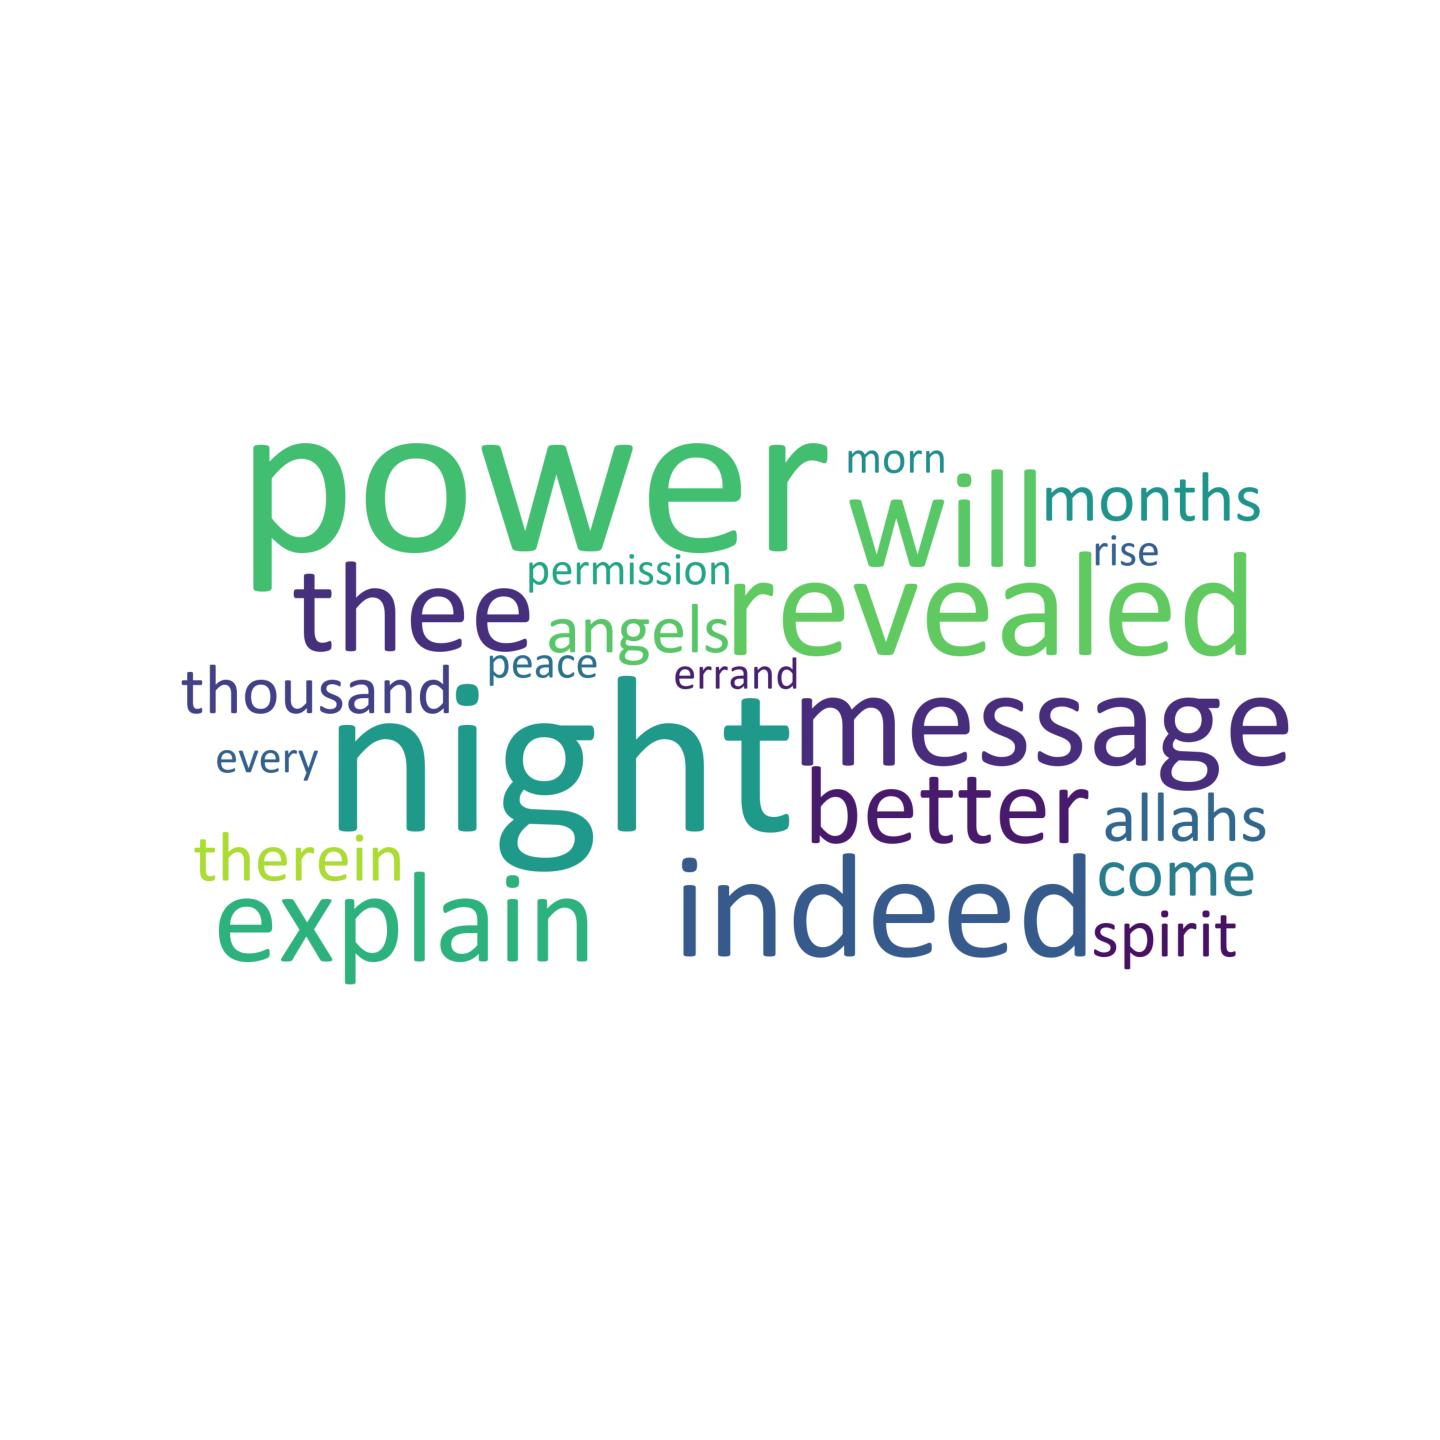 power
morn
will
months
rise
permission
thee
revealed
angels
peace
errand
thousand
night
message
every
better
allahs
therein
come
explain
indeed
spirit